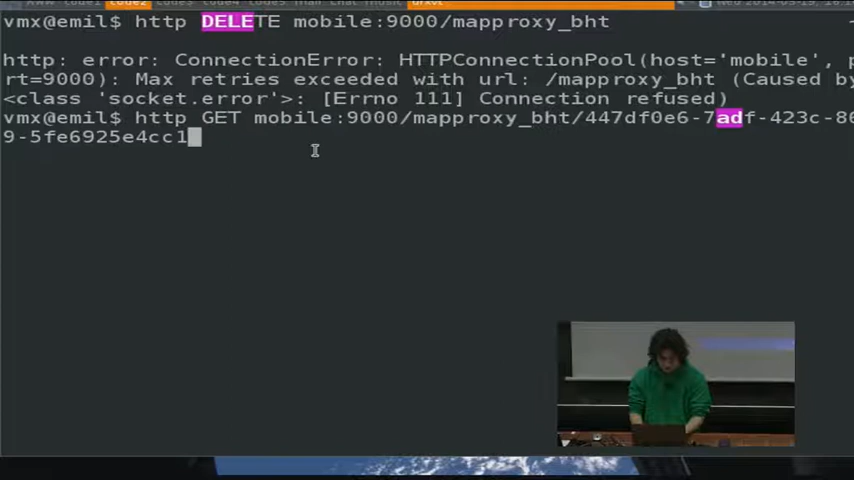 vmx@emil$ http DELETE mobile:9000/mapproxy_bht
http: error: ConnectionError: HTTPConnectionPool(host='mobile', p
rt=9000): Max retries exceeded with url: /mapproxy_bht (Caused by
<class 'socket.error'>: [Errno 111] Connection refused)
vmx@emil$ http GET mobile:9000/mapproxy_bht/447df0e6-7adf-423c-86
9-5fe6925e4cc1